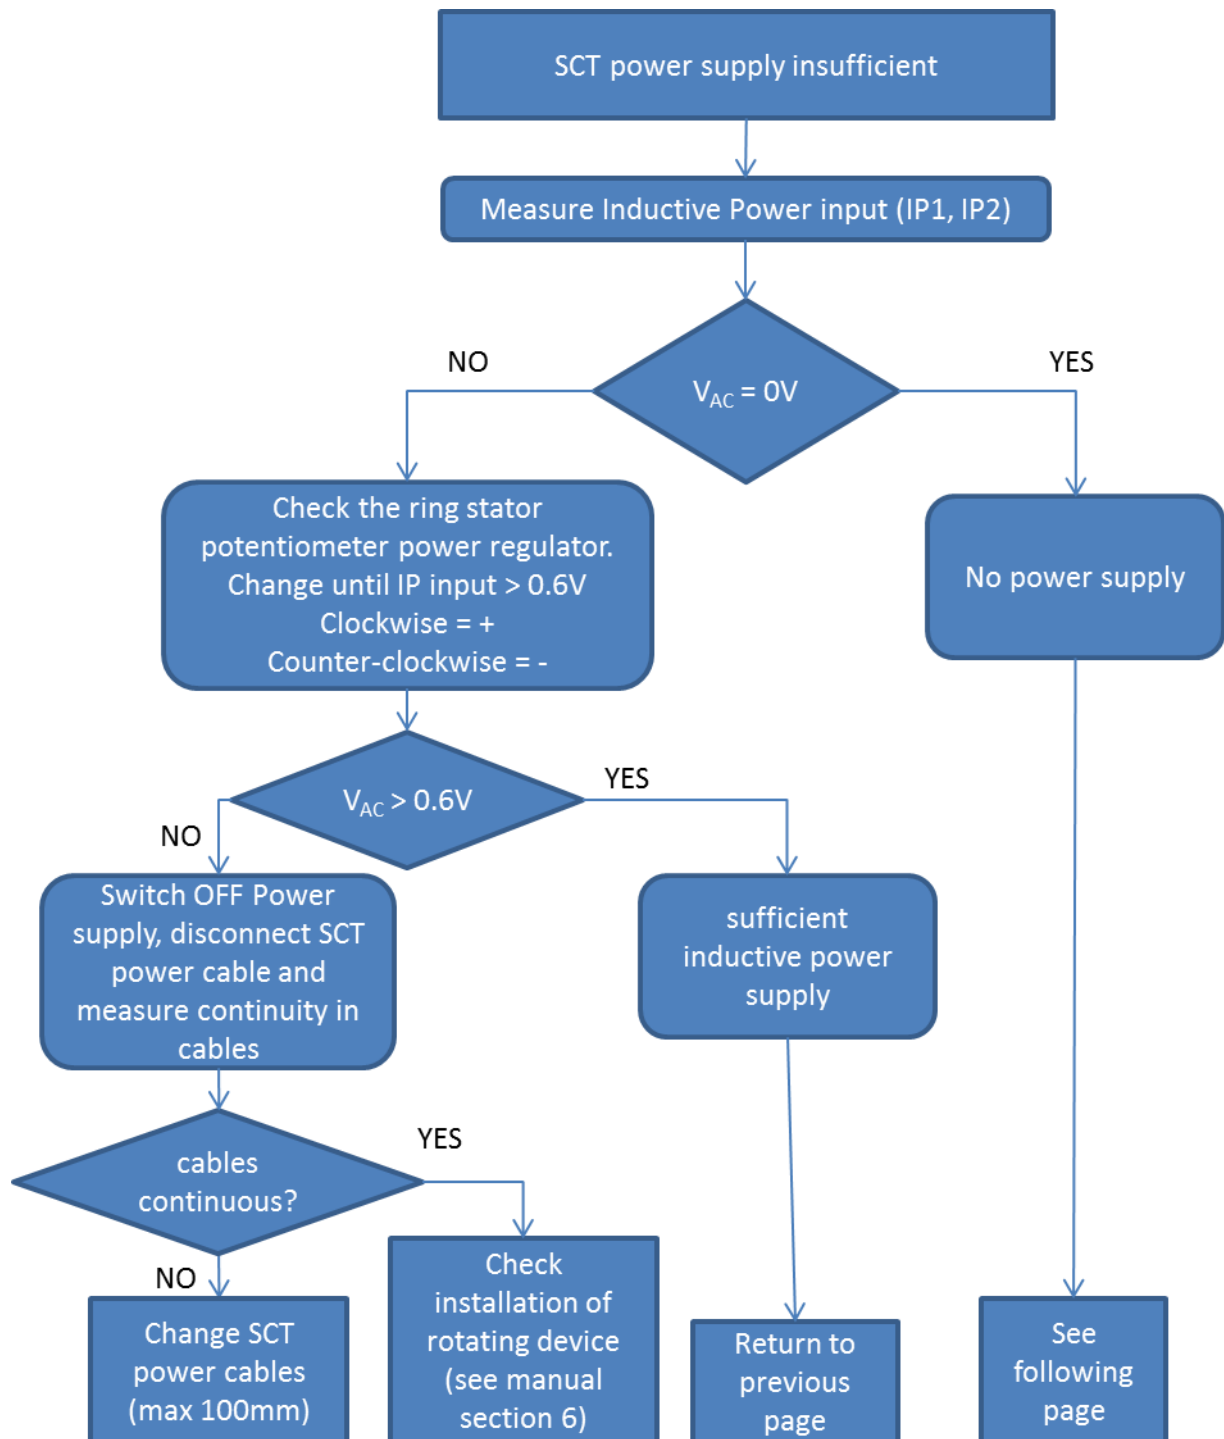 SCT power supply insufficient
Measure Inductive Power input (IP1, IP2)
NO
YES
VAC = 0V
Check the ring stator
potentiometer power regulator.
Change until IP input > 0.6V
Clockwise = +
Counter-clockwise = -
No power supply
VAC > 0.6V
YES
NO
Switch OFF Power
supply, disconnect SCT
power cable and
measure continuity in
cables
sufficient
inductive power
supply
cables
continuous?
YES
NO
Change SCT
power cables
(max 100mm)
Check
installation of
rotating device
(see manual
section 6)
Return to
previous
page
See
following
page